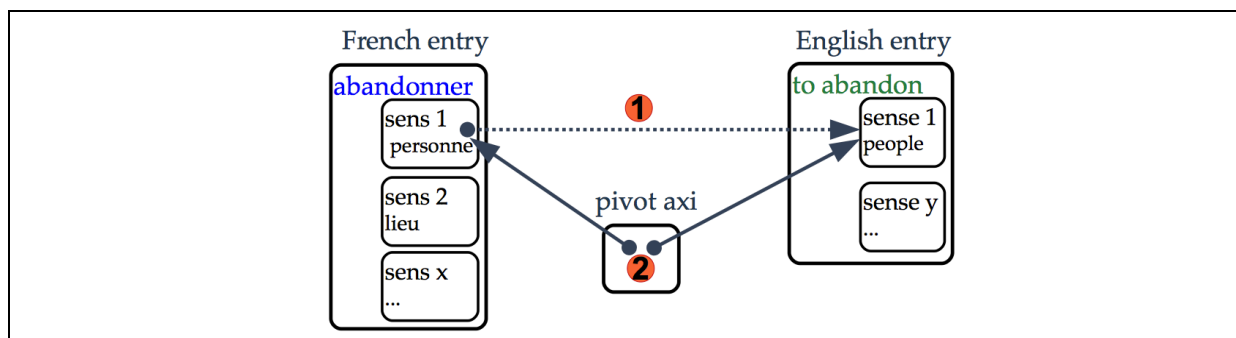 French entry
abandonner
sens 1
personne
sens 2
lieu
sens x
...
1
pivot axi
2
English entry
to abandon
sense 1
people
sense y
...